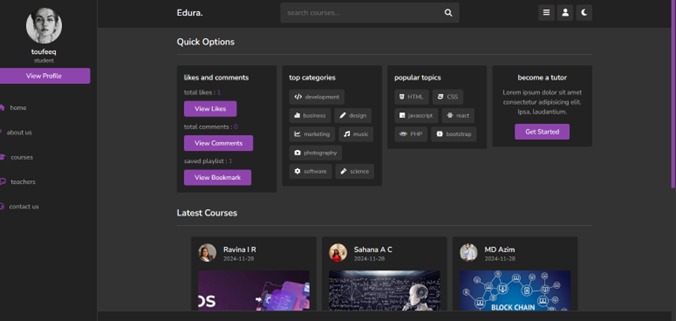 Edura.
search courses...
toufeeq
student
View Profile
home
about us
courses
teachers
contact us
Quick Options
likes and comments
total likes : 1
View Likes
total comments : 0
View Comments
saved playlist : 1
View Bookmark
top categories
development
business
design
marketing
music
photography
software
science
popular topics
HTML
CSS
javascript
react
PHP
bootstrap
become a tutor
Lorem ipsum dolor sit amet
consectetur adipisicing elit.
Ipsa, laudantium.
Get Started
Latest Courses
Ravina I R
2024-11-28
Sahana A C
2024-11-28
MD Azim
2024-11-28
OS
BLOCK CHAIN